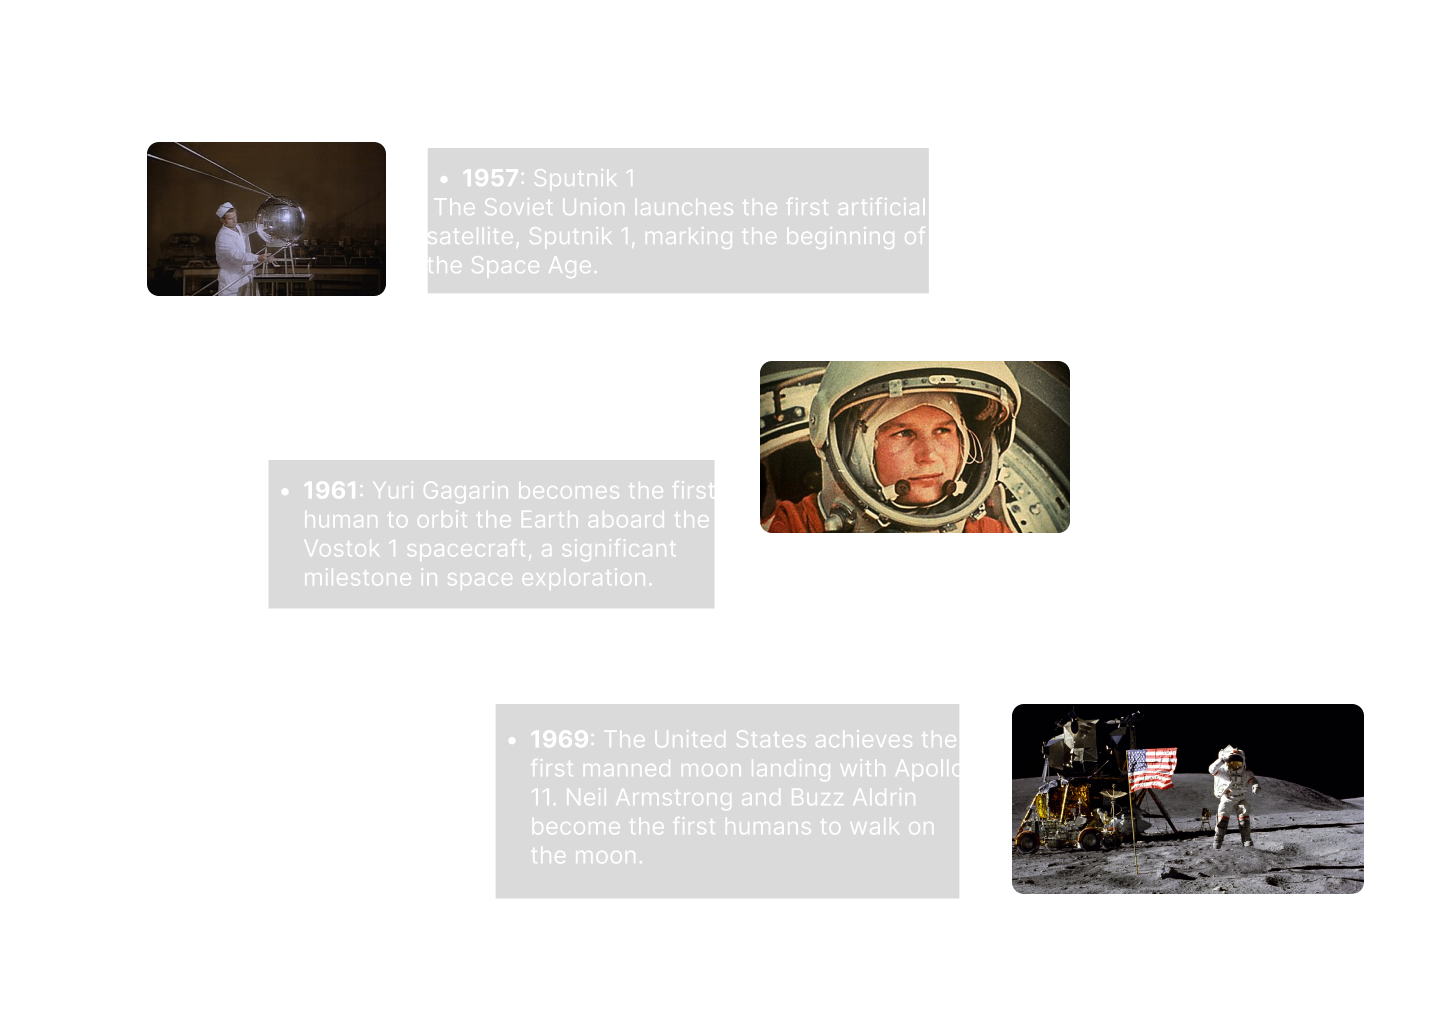 • 1957: Sputnik 1
The Soviet Union launches the first artificial
satellite, Sputnik 1, marking the beginning of
the Space Age.
• 1961: Yuri Gagarin becomes the first
human to orbit the Earth aboard the
Vostok 1 spacecraft, a significant
milestone in space exploration.
• 1969: The United States achieves the
first manned moon landing with Apollo
11. Neil Armstrong and Buzz Aldrin
become the first humans to walk on
the moon.